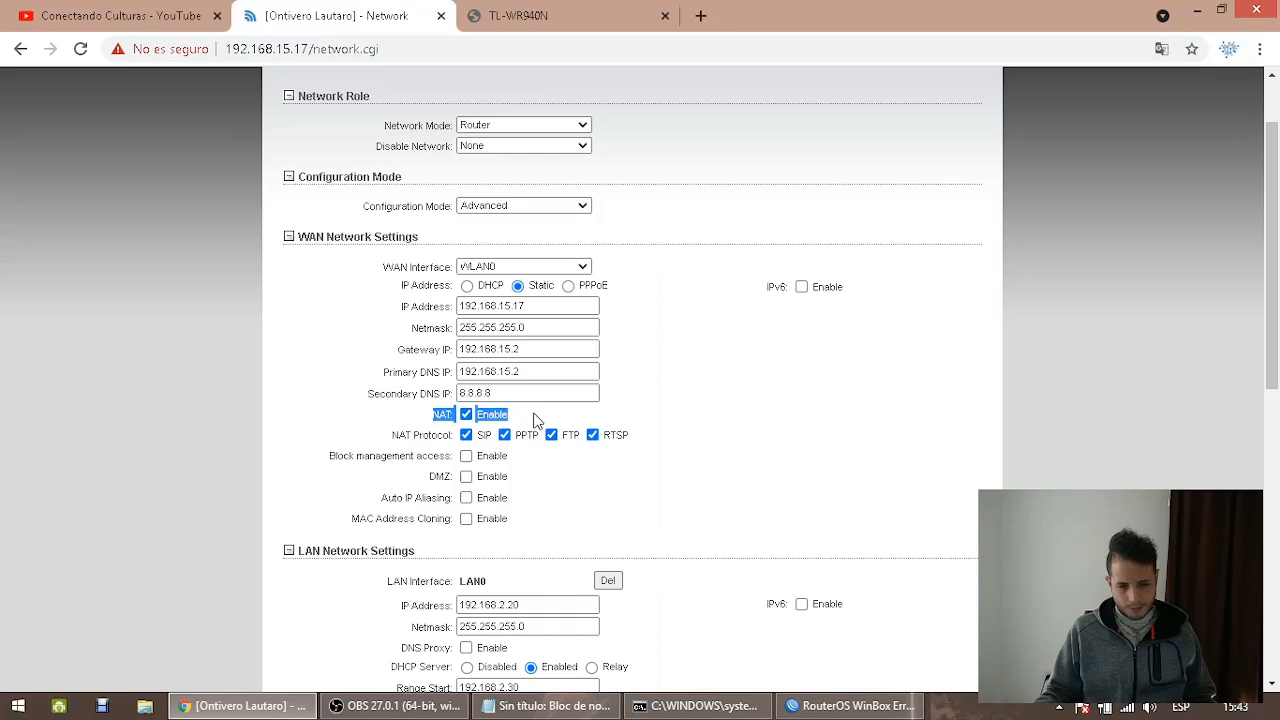 Conectando Culturas - YouTube
[Ontivero Lautaro] - Network
TL-WR940N
No es seguro 192.168.15.17/network.cgi
Network Role
Network Mode: Router
Disable Network: None
Configuration Mode
Configuration Mode: Advanced
WAN Network Settings
WAN Interface: WLAN0
IP Address: DHCP Static PPPoE
IPv6: Enable
IP Address: 192.168.15.17
Netmask: 255.255.255.0
Gateway IP: 192.168.15.2
Primary DNS IP: 192.168.15.2
Secondary DNS IP: 8.8.8.8
NAT: Enable
NAT Protocol: SIP PPTP FTP RTSP
Block management access: Enable
DMZ: Enable
Auto IP Aliasing: Enable
MAC Address Cloning: Enable
LAN Network Settings
LAN Interface: LAN0 Del
IP Address: 192.168.2.20
IPv6: Enable
Netmask: 255.255.255.0
DNS Proxy: Enable
DHCP Server: Disabled Enabled Relay
Range Start: 192.168.2.30
[Ontivero Lautaro] - ...
OBS 27.0.1 (64-bit, w...
Sin título: Bloc de no...
C:\WINDOWS\syste...
RouterOS WinBox Err...